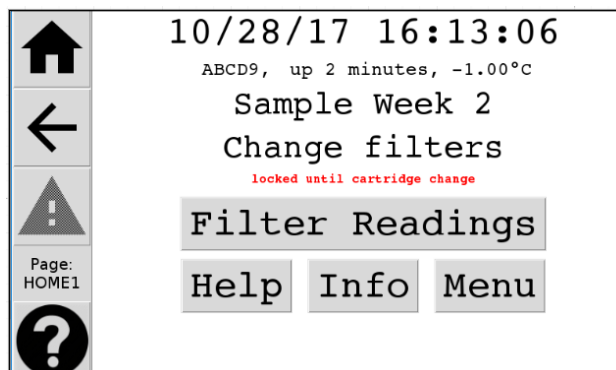 10/28/17 16:13:06
ABCD9, up 2 minutes, -1.00°C
Sample Week 2
Change filters
locked until cartridge change
Filter Readings
Page:
HOME1
Help Info Menu